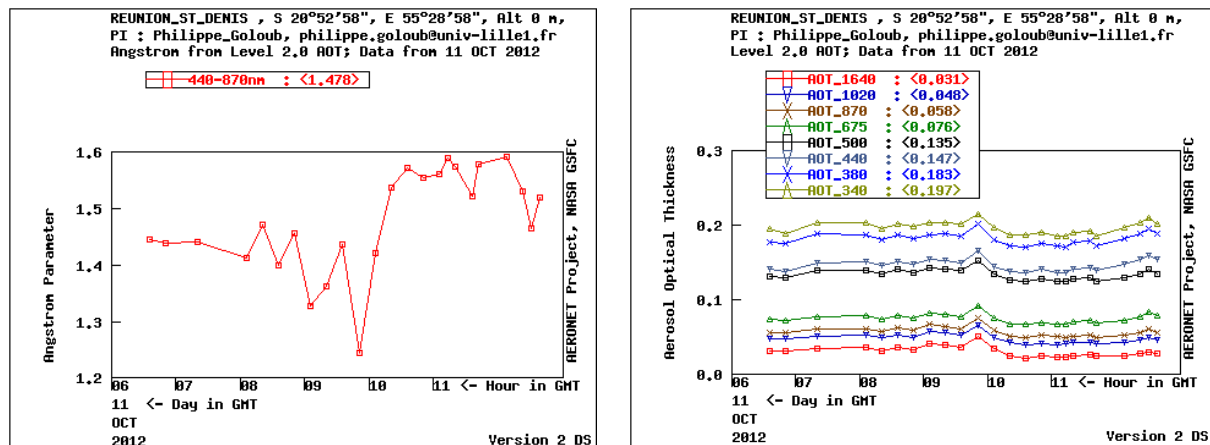 REUNION_ST_DENIS , S 20°52'58", E 55°28'58", Alt 0 m,
PI : Philippe_Goloub, philippe.goloub@univ-lille1.fr
Angstrom from Level 2.0 AOT; Data from 11 OCT 2012
440-870nm : <1.478>
Angstrom Parameter
1.6
1.5
1.4
1.3
1.2
AERONET Project, NASA GSFC
06 07 08 09 10 11 <- Hour in GMT
11 <- Day in GMT
OCT
2012
Version 2 DS
REUNION_ST_DENIS , S 20°52'58", E 55°28'58", Alt 0 m,
PI : Philippe_Goloub, philippe.goloub@univ-lille1.fr
Level 2.0 AOT; Data from 11 OCT 2012
AOT_1640 : <0.031>
AOT_1020 : <0.048>
AOT_870 : <0.058>
AOT_675 : <0.076>
AOT_500 : <0.135>
AOT_440 : <0.147>
AOT_380 : <0.183>
AOT_340 : <0.197>
Aerosol Optical Thickness
0.3
0.2
0.1
0.0
AERONET Project, NASA GSFC
06 07 08 09 10 11 <- Hour in GMT
11 <- Day in GMT
OCT
2012
Version 2 DS